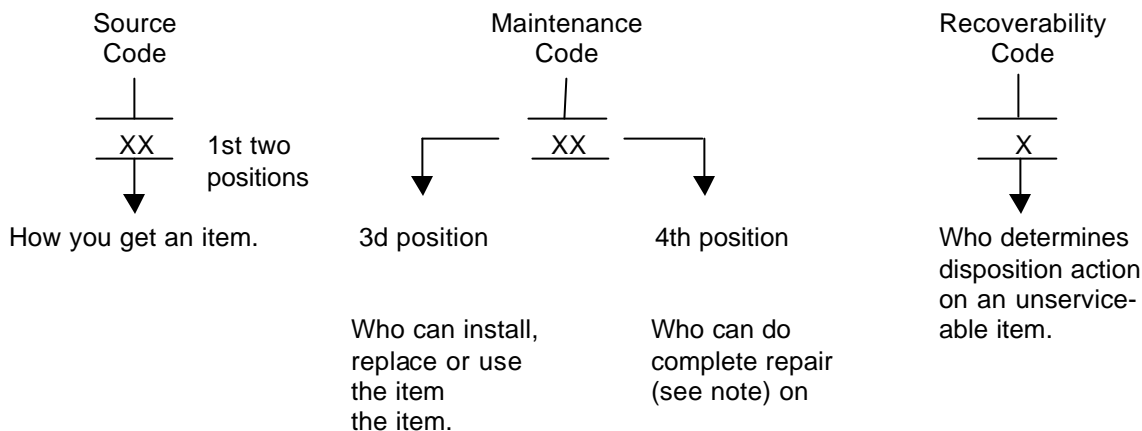 Source
Code
XX
1st two
positions
How you get an item.
Maintenance
Code
XX
3d position
Who can install,
replace or use
the item
the item.
4th position
Who can do
complete repair
(see note) on
Recoverability
Code
X
Who determines
disposition action
on an unservice-
able item.